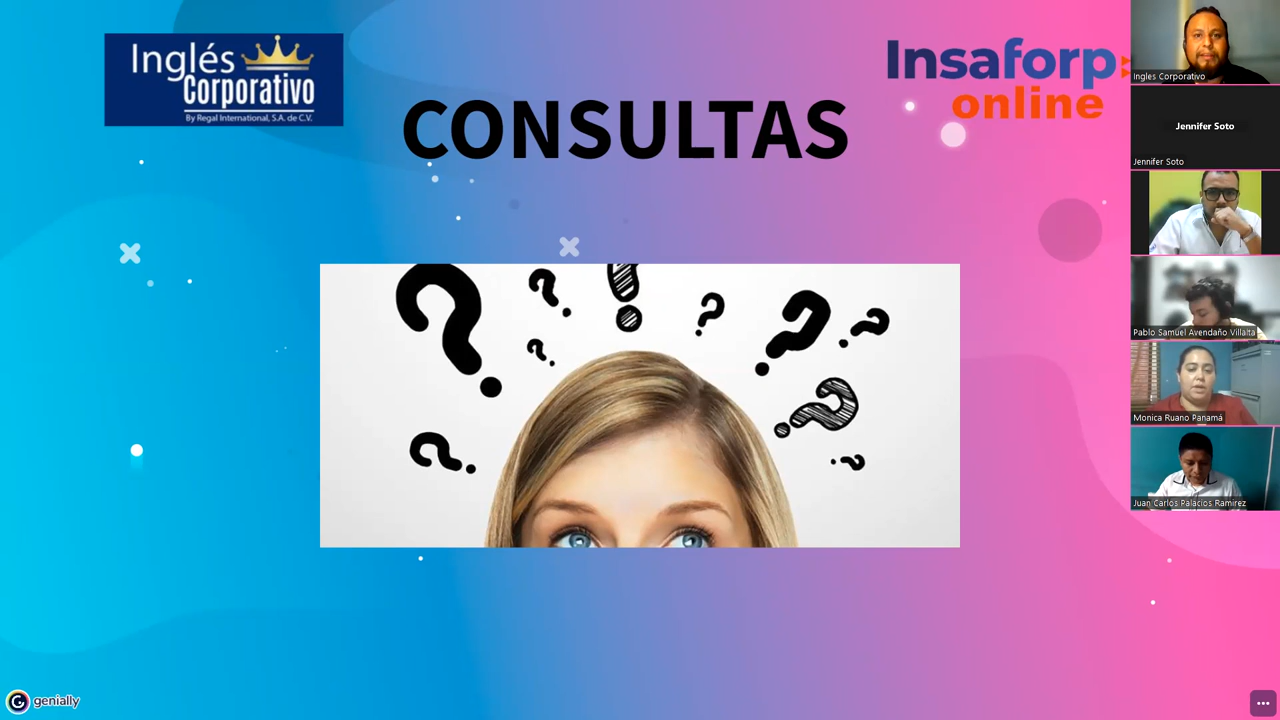 Inglés
Corporativo
By Regal International, S.A. de C.V.
Insaforp
online
CONSULTAS
Ingles Corporativo
Jennifer Soto
Jennifer Soto
Pablo Samuel Avendaño Villalta
Monica Ruano Panamá
Juan Carlos Palacios Ramirez
genially